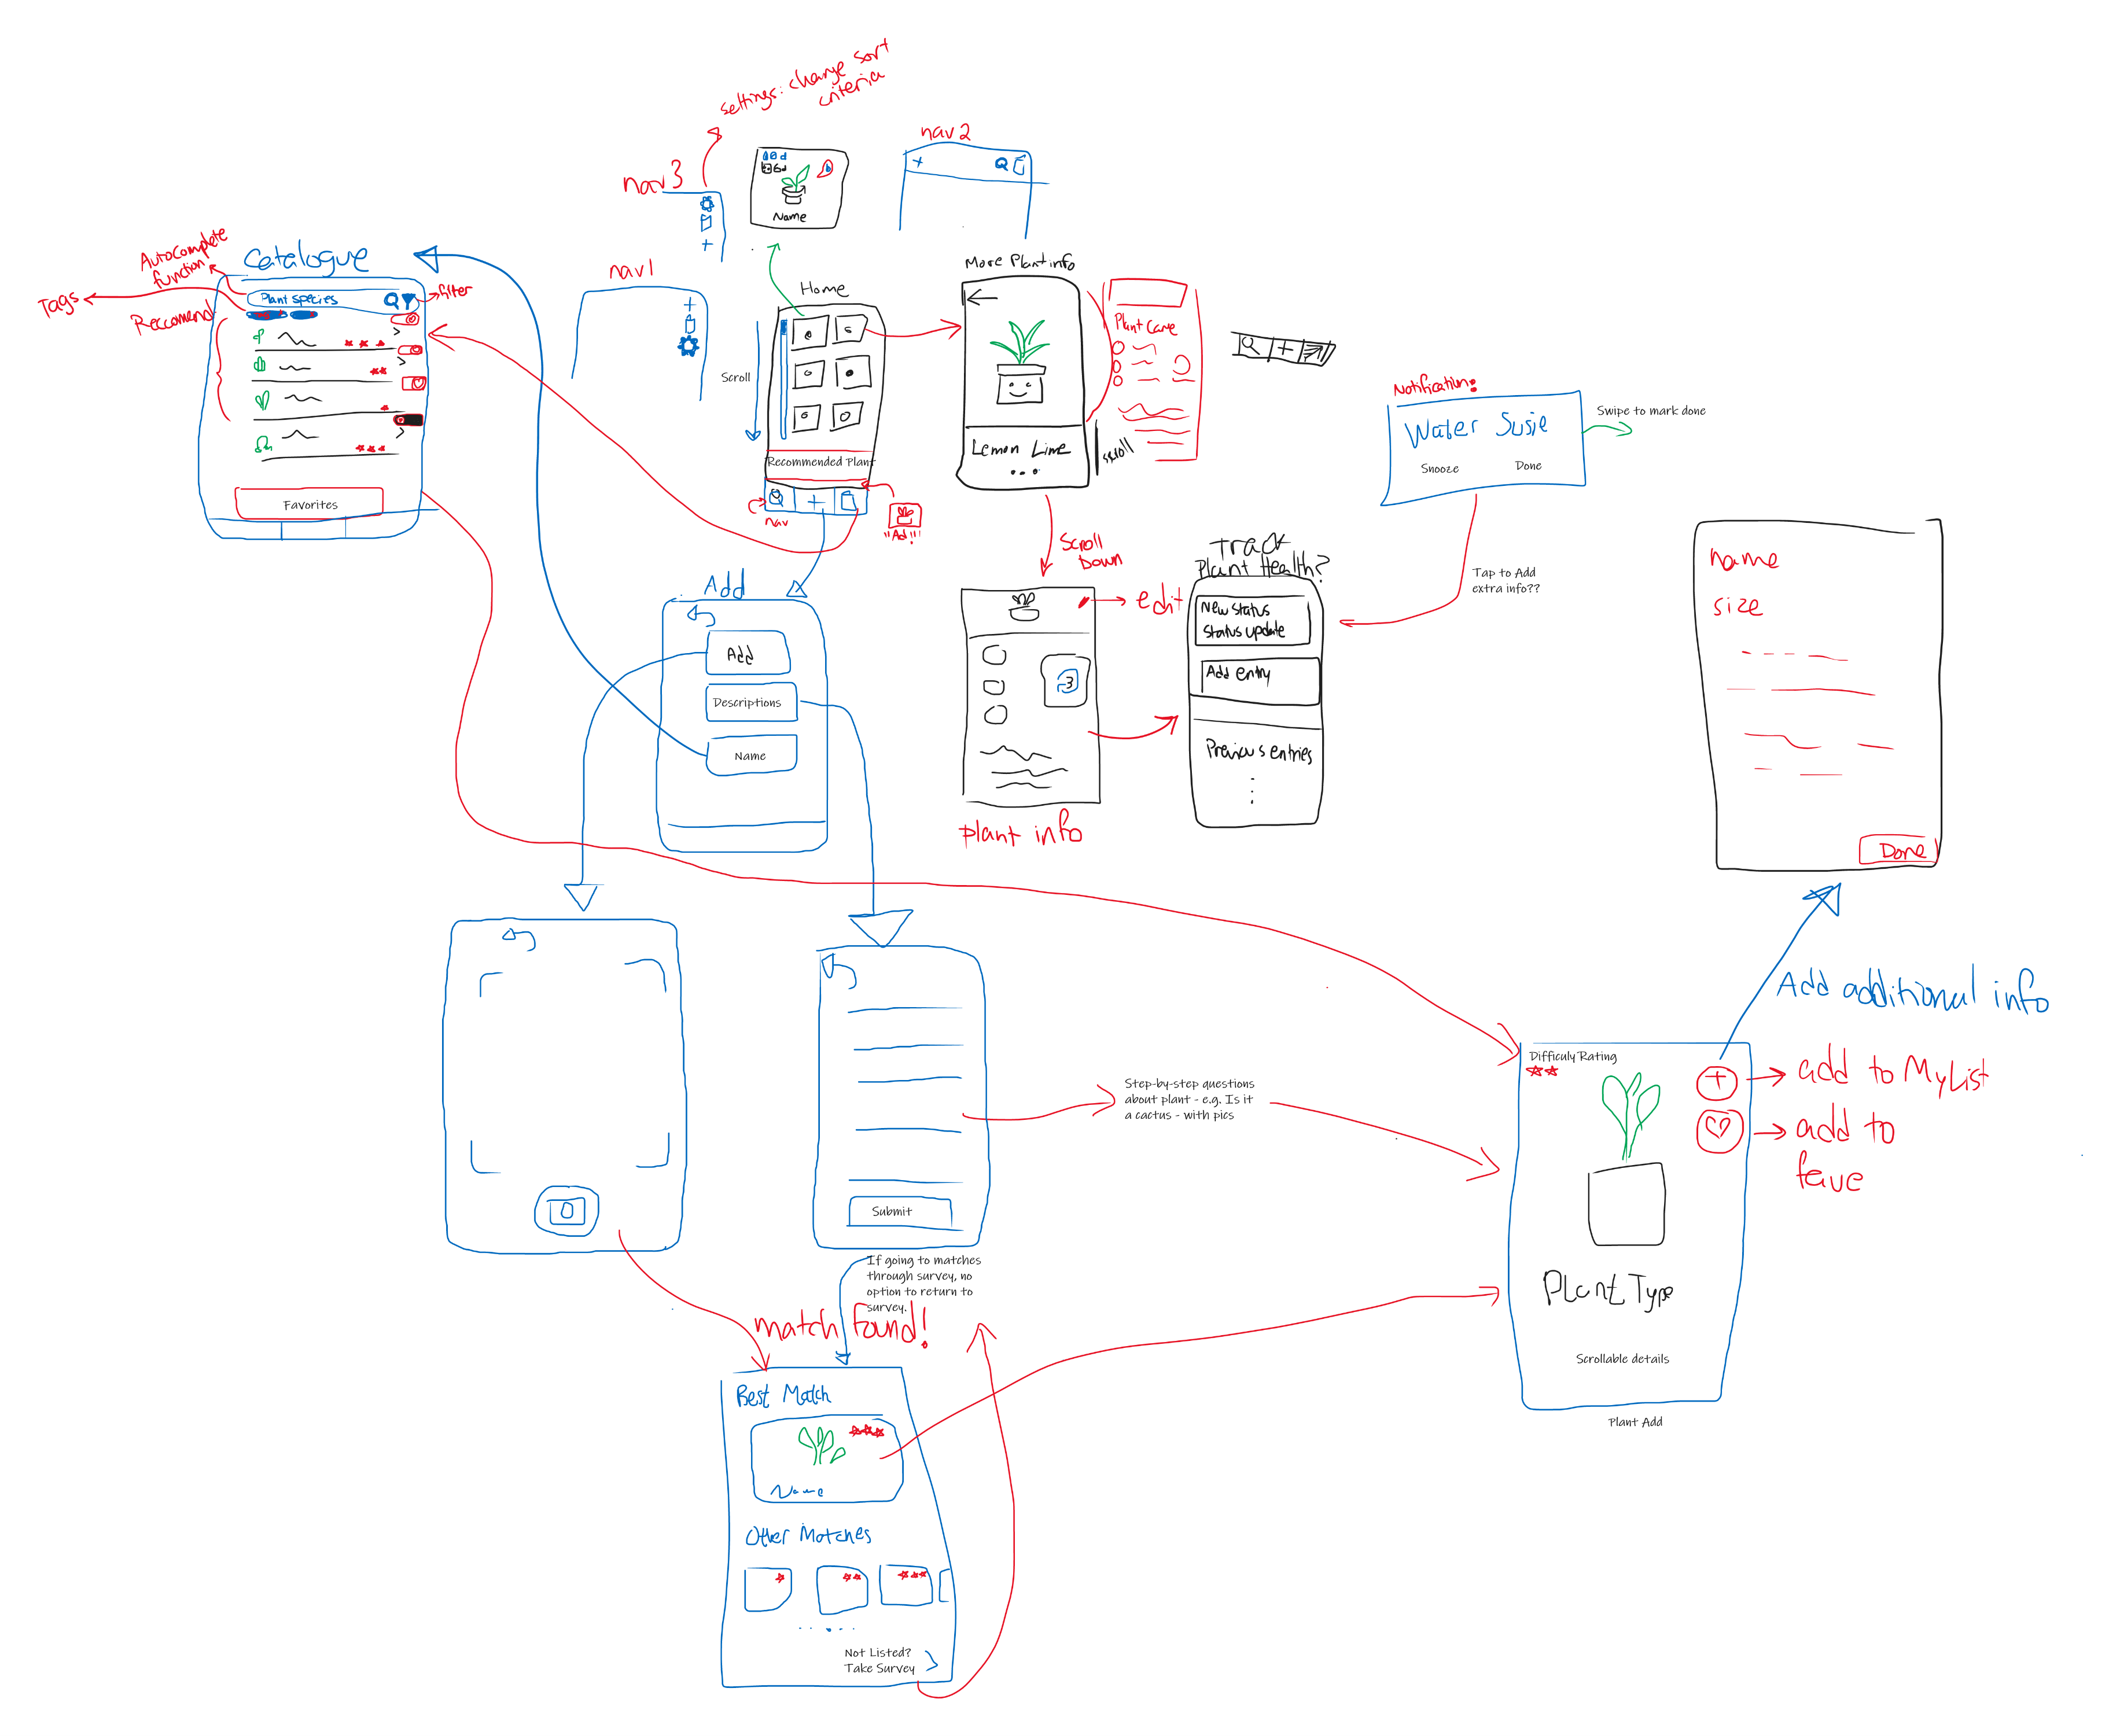 settings: change sort
criteria
nav 3
10d
6d
Name
nav 2
Autocomplete
function
Catalogue
Tags
Reccomend
Plant species
filter
Favorites
nav 1
Home
Scroll
Recommended Plant
nav
"Ad!!"
More Plant info
Lemon Lime
...
scroll
Plant Care
Notification:
Water Susie
Snooze
Done
Swipe to mark done
Tap to Add
extra info??
Scroll
Down
edit
3
plant info
Track
Plant Health?
New status
status update
Add entry
Previous entries
name
size
Done
Add
Add
Descriptions
Name
Submit
Step-by-step questions
about plant - e.g. Is it
a cactus - with pics
If going to matches
through survey, no
option to return to
survey.
match found!
Best Match
Name
Other Matches
Not Listed?
Take Survey
Add additional info
Difficuly Rating
add to My List
add to
fave
Plant Type
Scrollable details
Plant Add